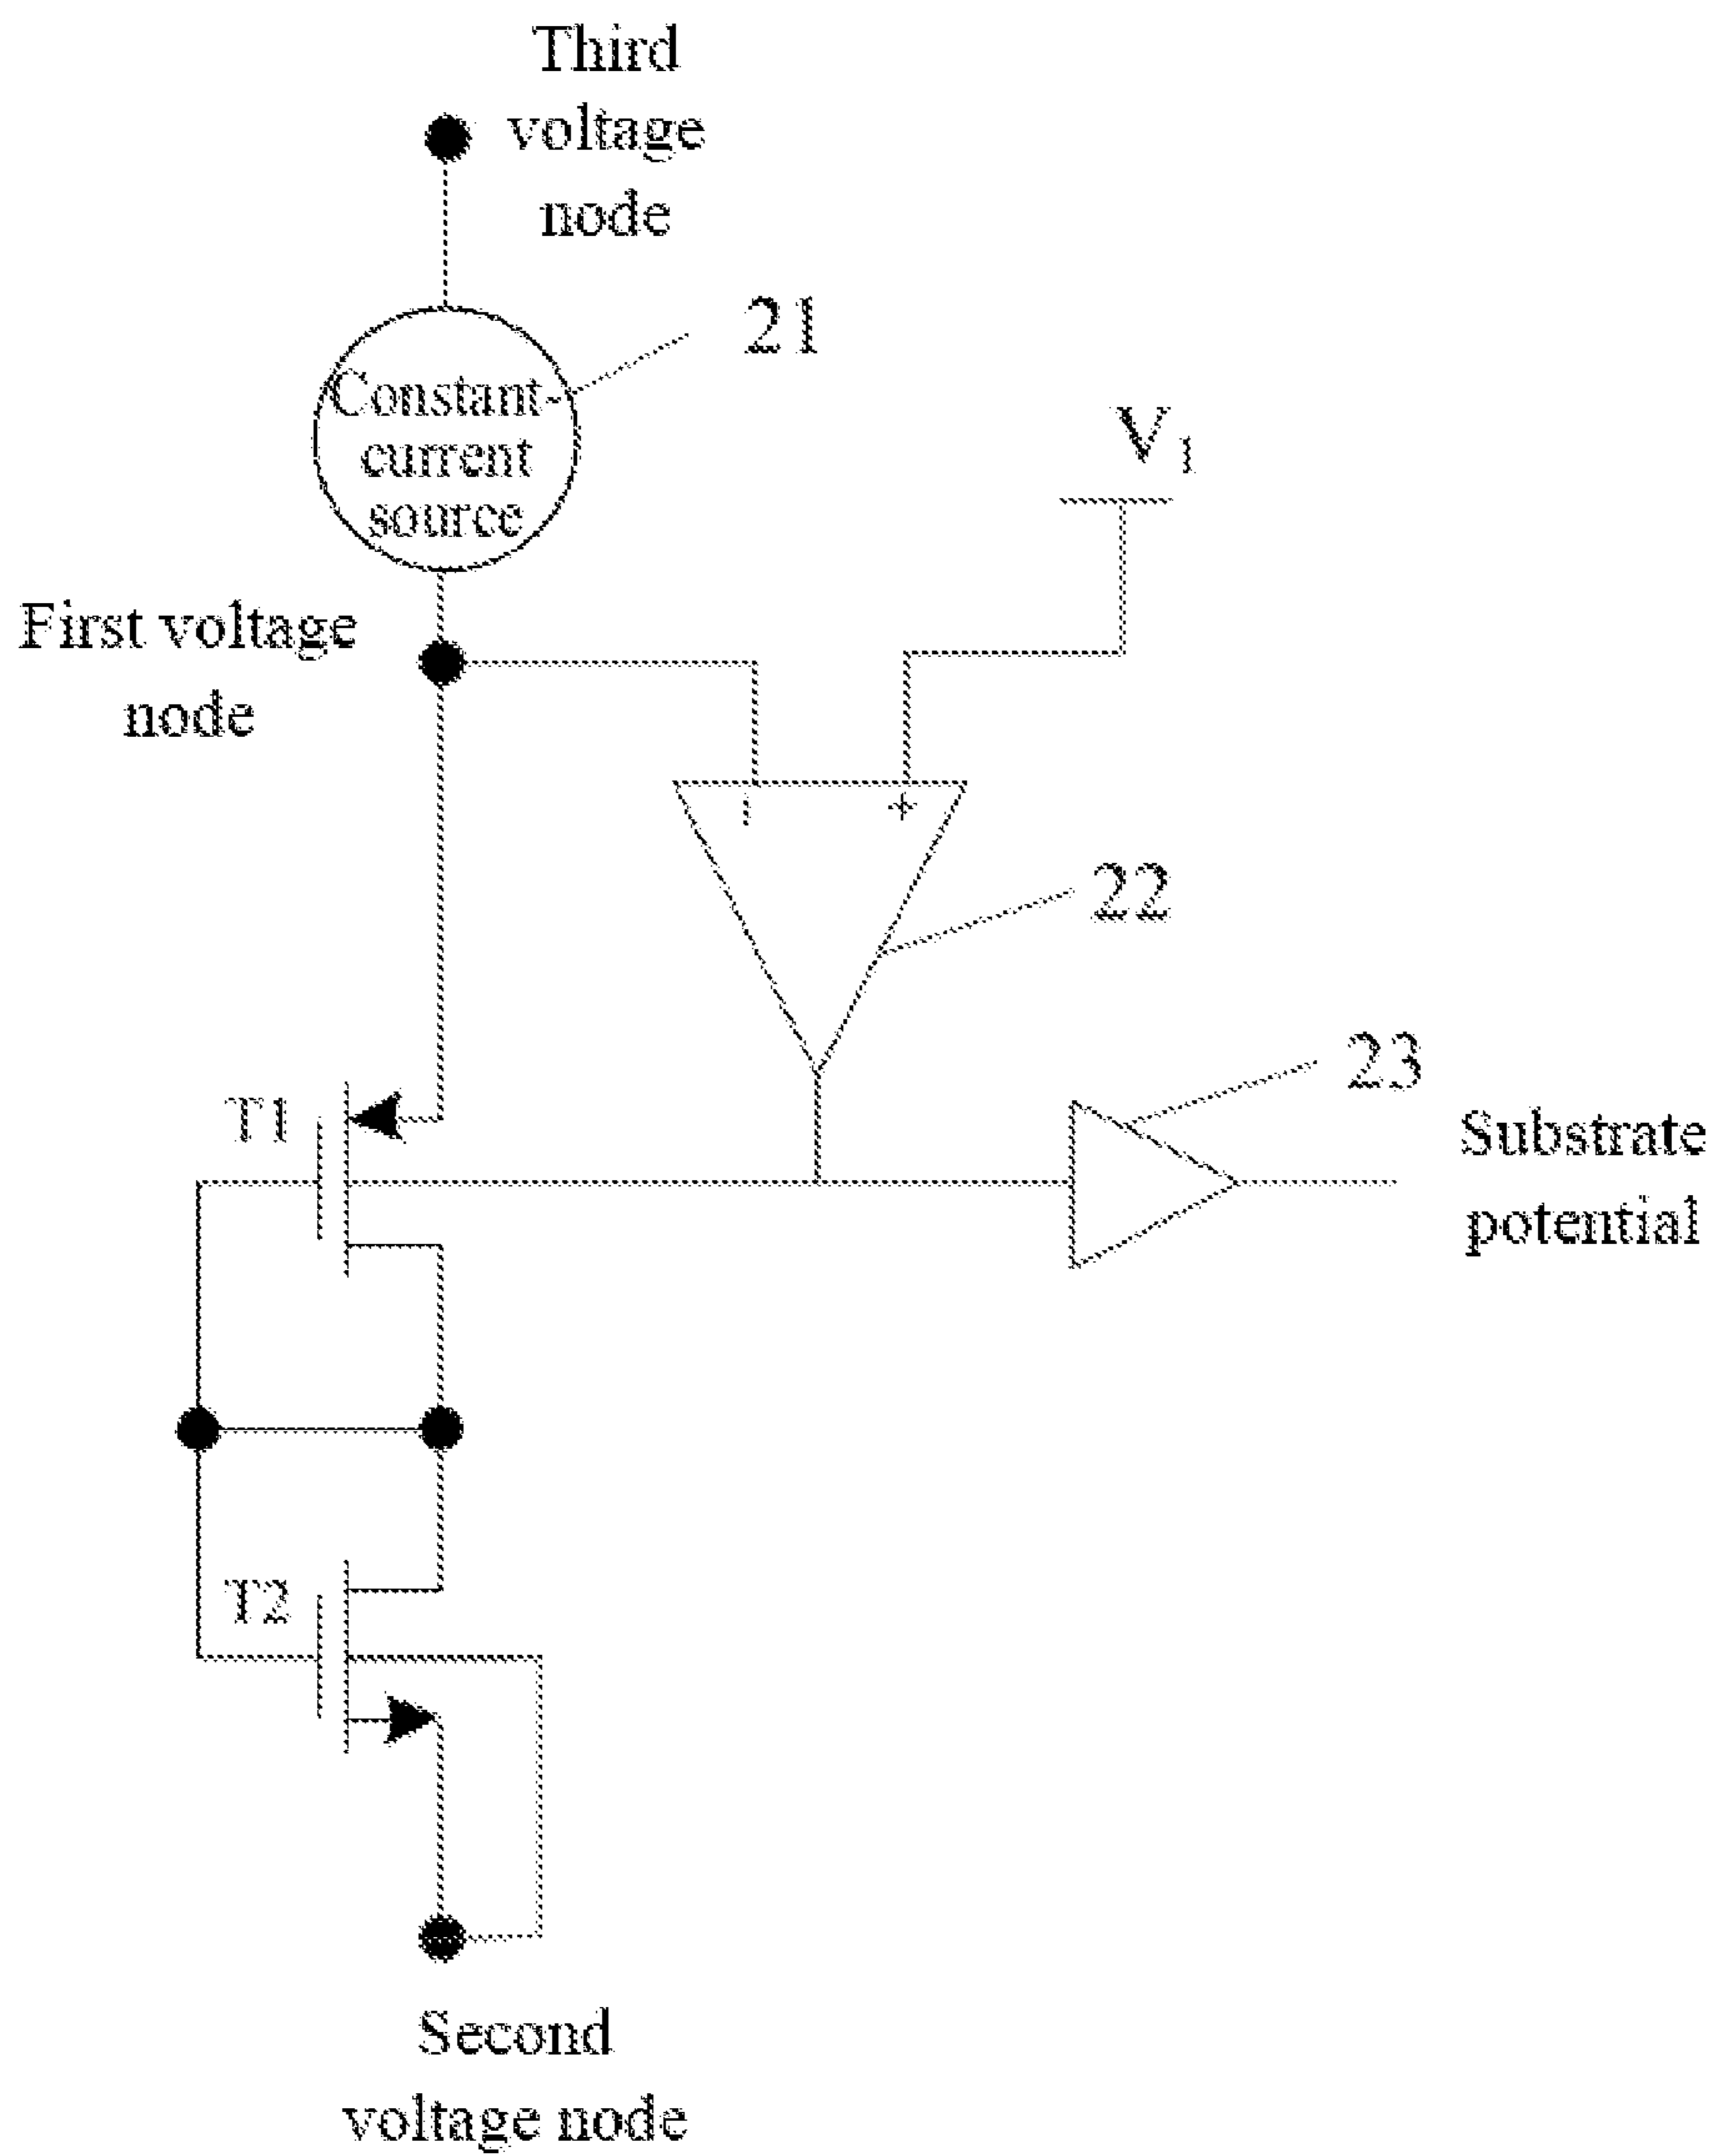 Third
voltage
node
21
Constant-
current
source
V1
First voltage
node
- +
22
23
T1
Substrate
potential
T2
Second
voltage node